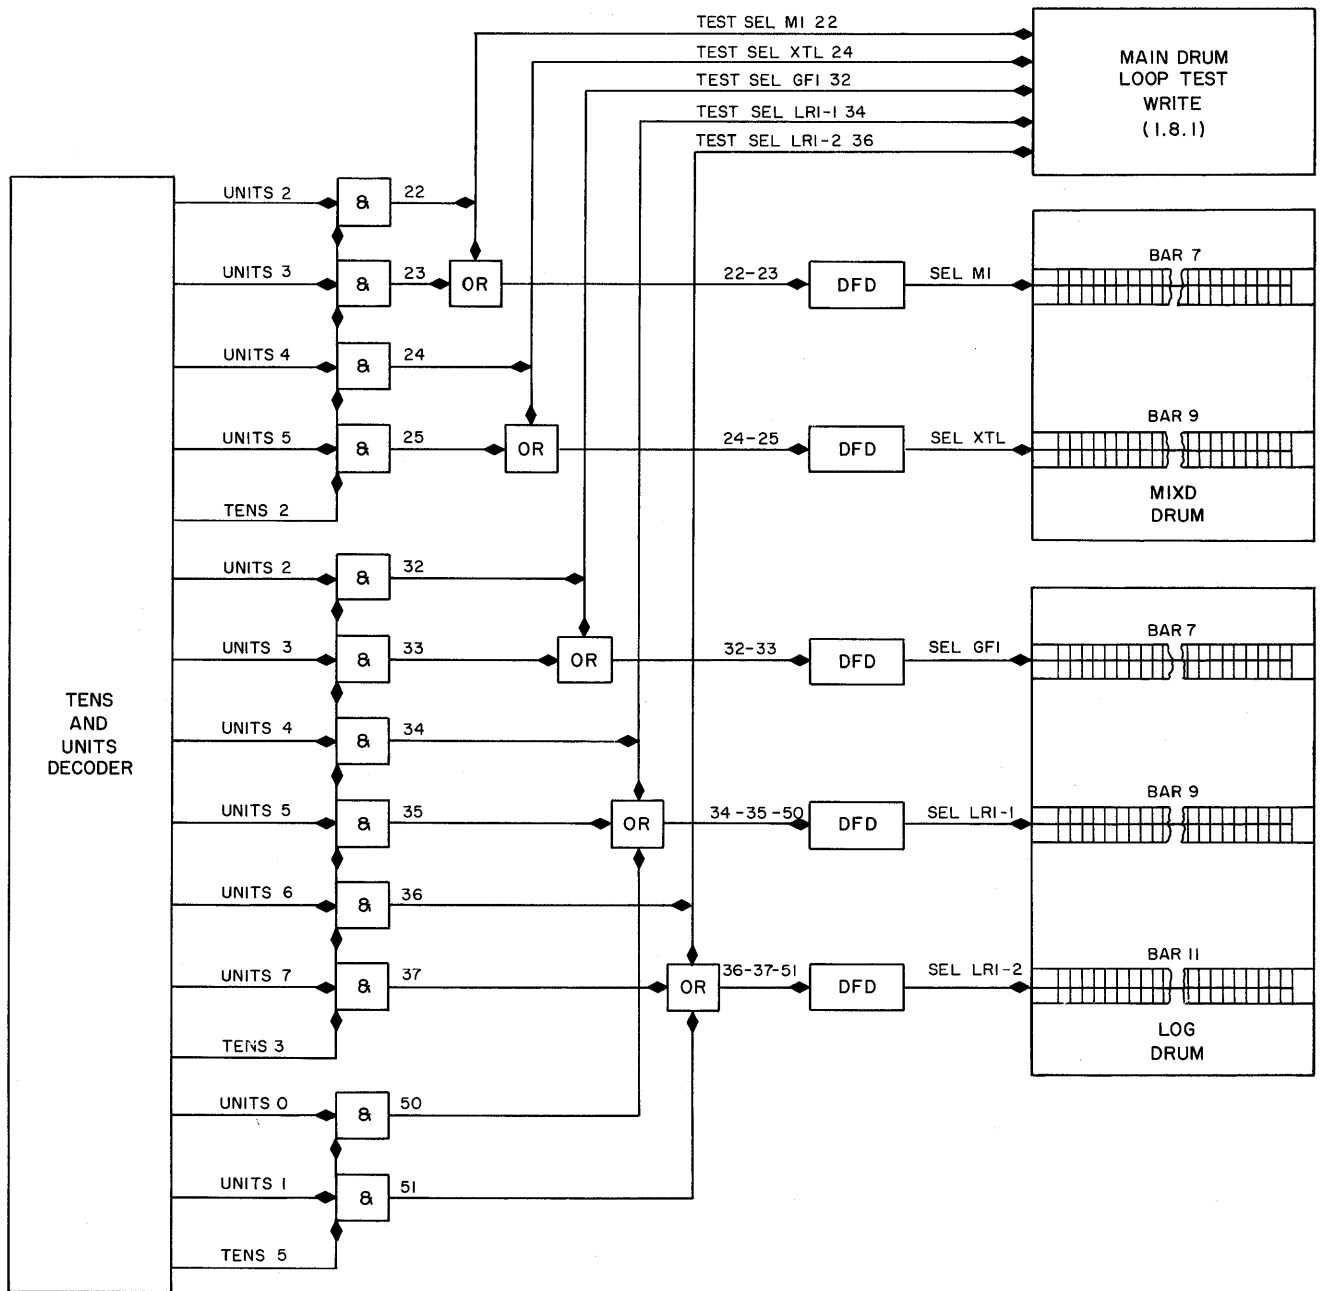 TEST SEL MI 22
TEST SEL XTL 24
TEST SEL GFI 32
TEST SEL LRI-1 34
TEST SEL LRI-2 36
MAIN DRUM
LOOP TEST
WRITE
(1.8.1)
TENS
AND
UNITS
DECODER
UNITS 2
&
22
UNITS 3
&
23
OR
22-23
DFD
SEL MI
BAR 7
UNITS 4
&
24
UNITS 5
&
25
OR
24-25
DFD
SEL XTL
BAR 9
MIXD
DRUM
TENS 2
UNITS 2
&
32
UNITS 3
&
33
OR
32-33
DFD
SEL GFI
BAR 7
UNITS 4
&
34
UNITS 5
&
35
OR
34-35-50
DFD
SEL LRI-1
BAR 9
UNITS 6
&
36
UNITS 7
&
37
OR
36-37-51
DFD
SEL LRI-2
BAR 11
LOG
DRUM
TENS 3
UNITS 0
&
50
UNITS 1
&
51
TENS 5